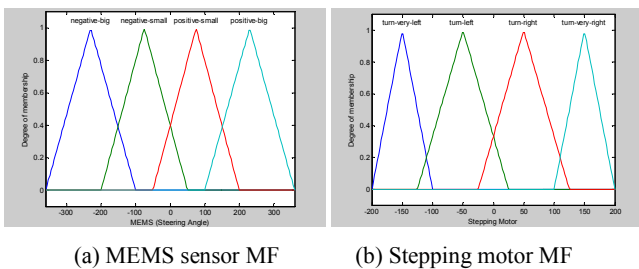 negative-big negative-small positive-small positive-big
1
0.8
0.6
0.4
0.2
0
Degree of membership
-300 -200 -100 0 100 200 300
MEMS (Steering Angle)
(a) MEMS sensor MF
turn-very-left turn-left turn-right turn-very-right
1
0.8
0.6
0.4
0.2
0
Degree of membership
-200 -150 -100 -50 0 50 100 150 200
Stepping Motor
(b) Stepping motor MF